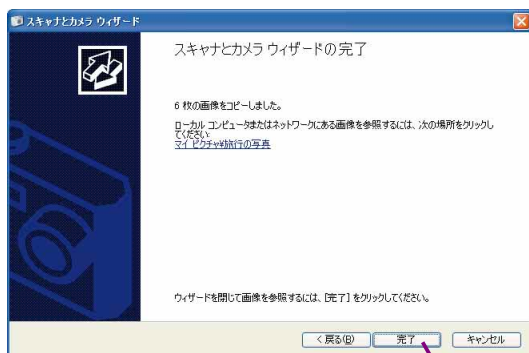 スキャナとカメラ ウィザード
スキャナとカメラ ウィザードの完了
6 枚の画像をコピーしました。
ローカル コンピュータまたはネットワークにある画像を参照するには、次の場所をクリックし
てください:
マイ ピクチャ¥旅行の写真
ウィザードを閉じて画像を参照するには、[完了] をクリックしてください。
< 戻る(B)
完了
キャンセル